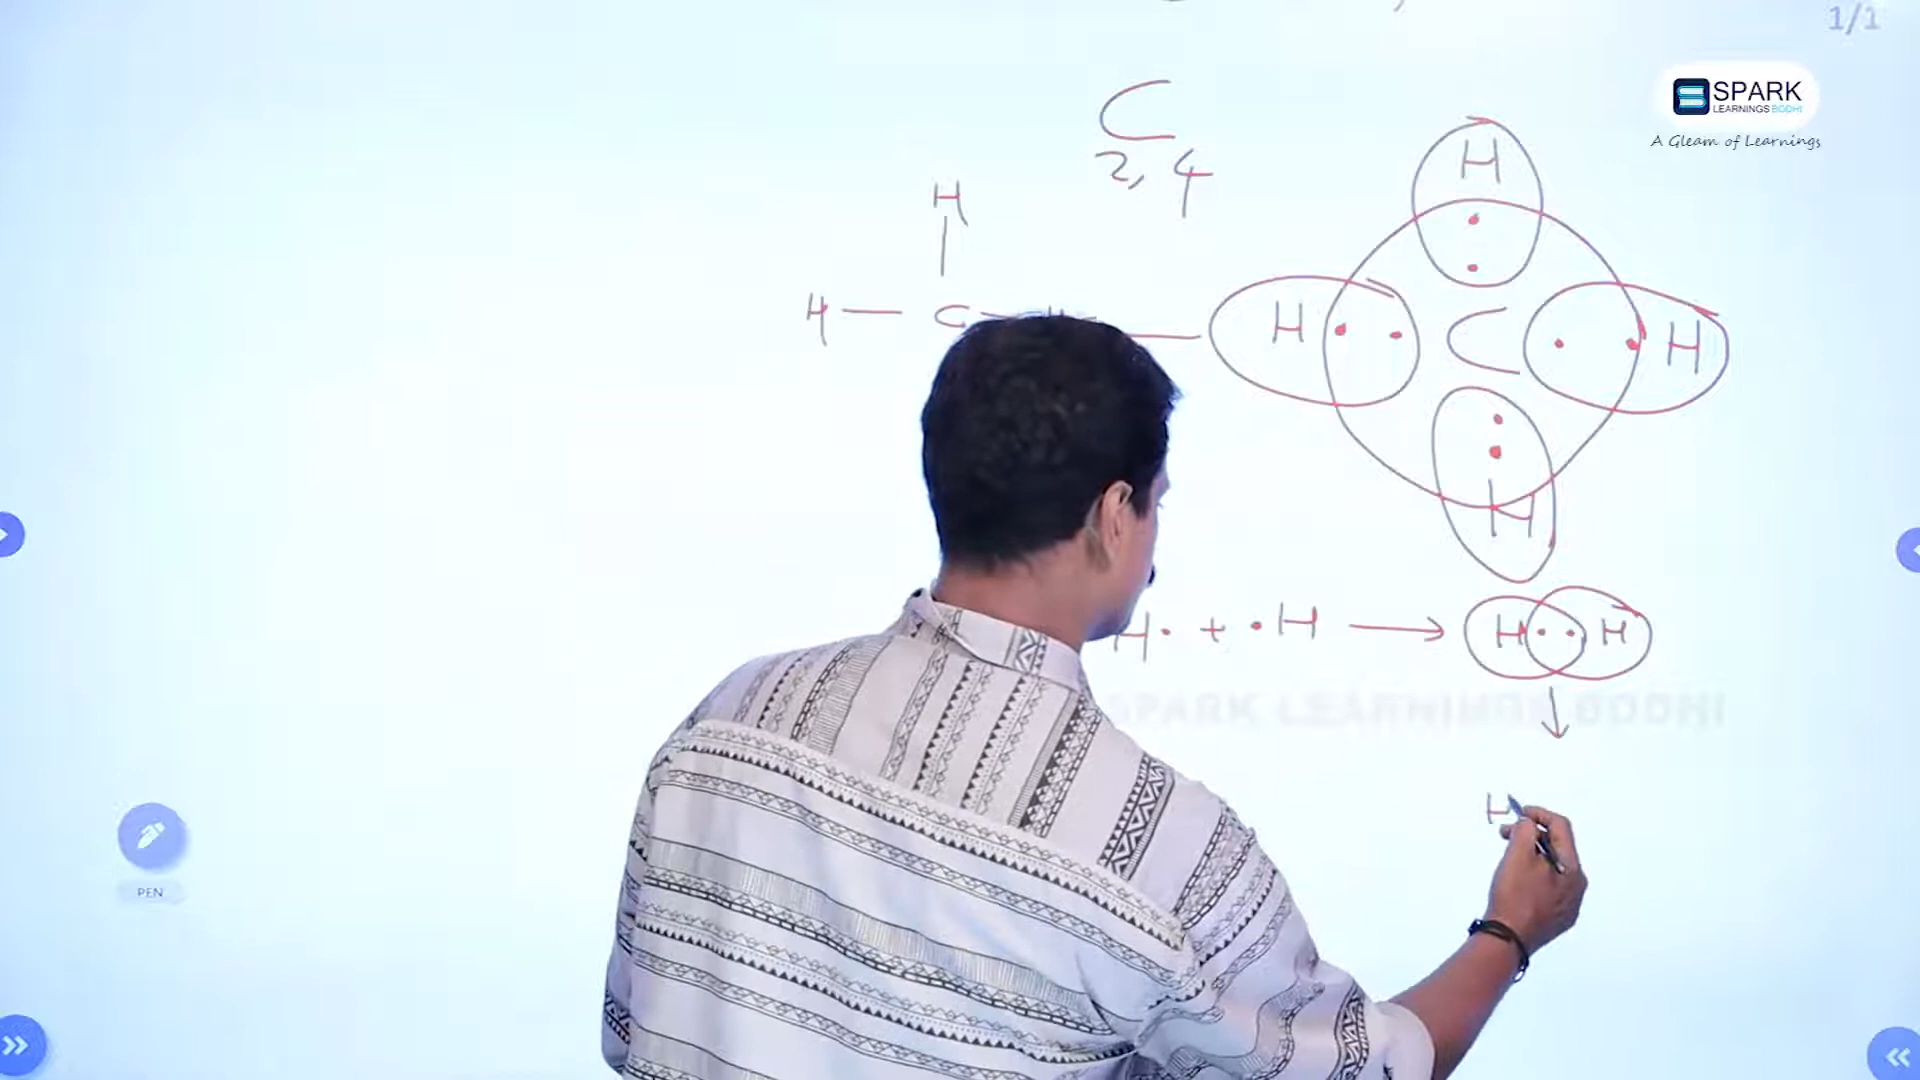 1/1
SPARK
LEARNINGS BODHI
A Gleam of Learnings
C
2, 4
H
H
H — C —
H C H
H
H· + ·H → H··H
SPARK LEARNINGS BODHI
↓
H
PEN